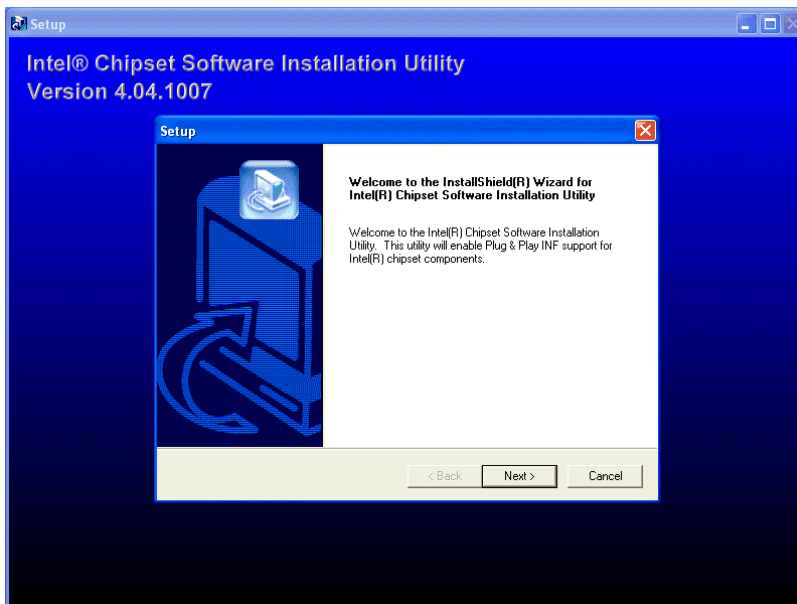 Setup
Intel® Chipset Software Installation Utility
Version 4.04.1007
Setup
Welcome to the InstallShield(R) Wizard for
Intel(R) Chipset Software Installation Utility
Welcome to the Intel(R) Chipset Software Installation
Utility. This utility will enable Plug & Play INF support for
Intel(R) chipset components.
< Back Next > Cancel